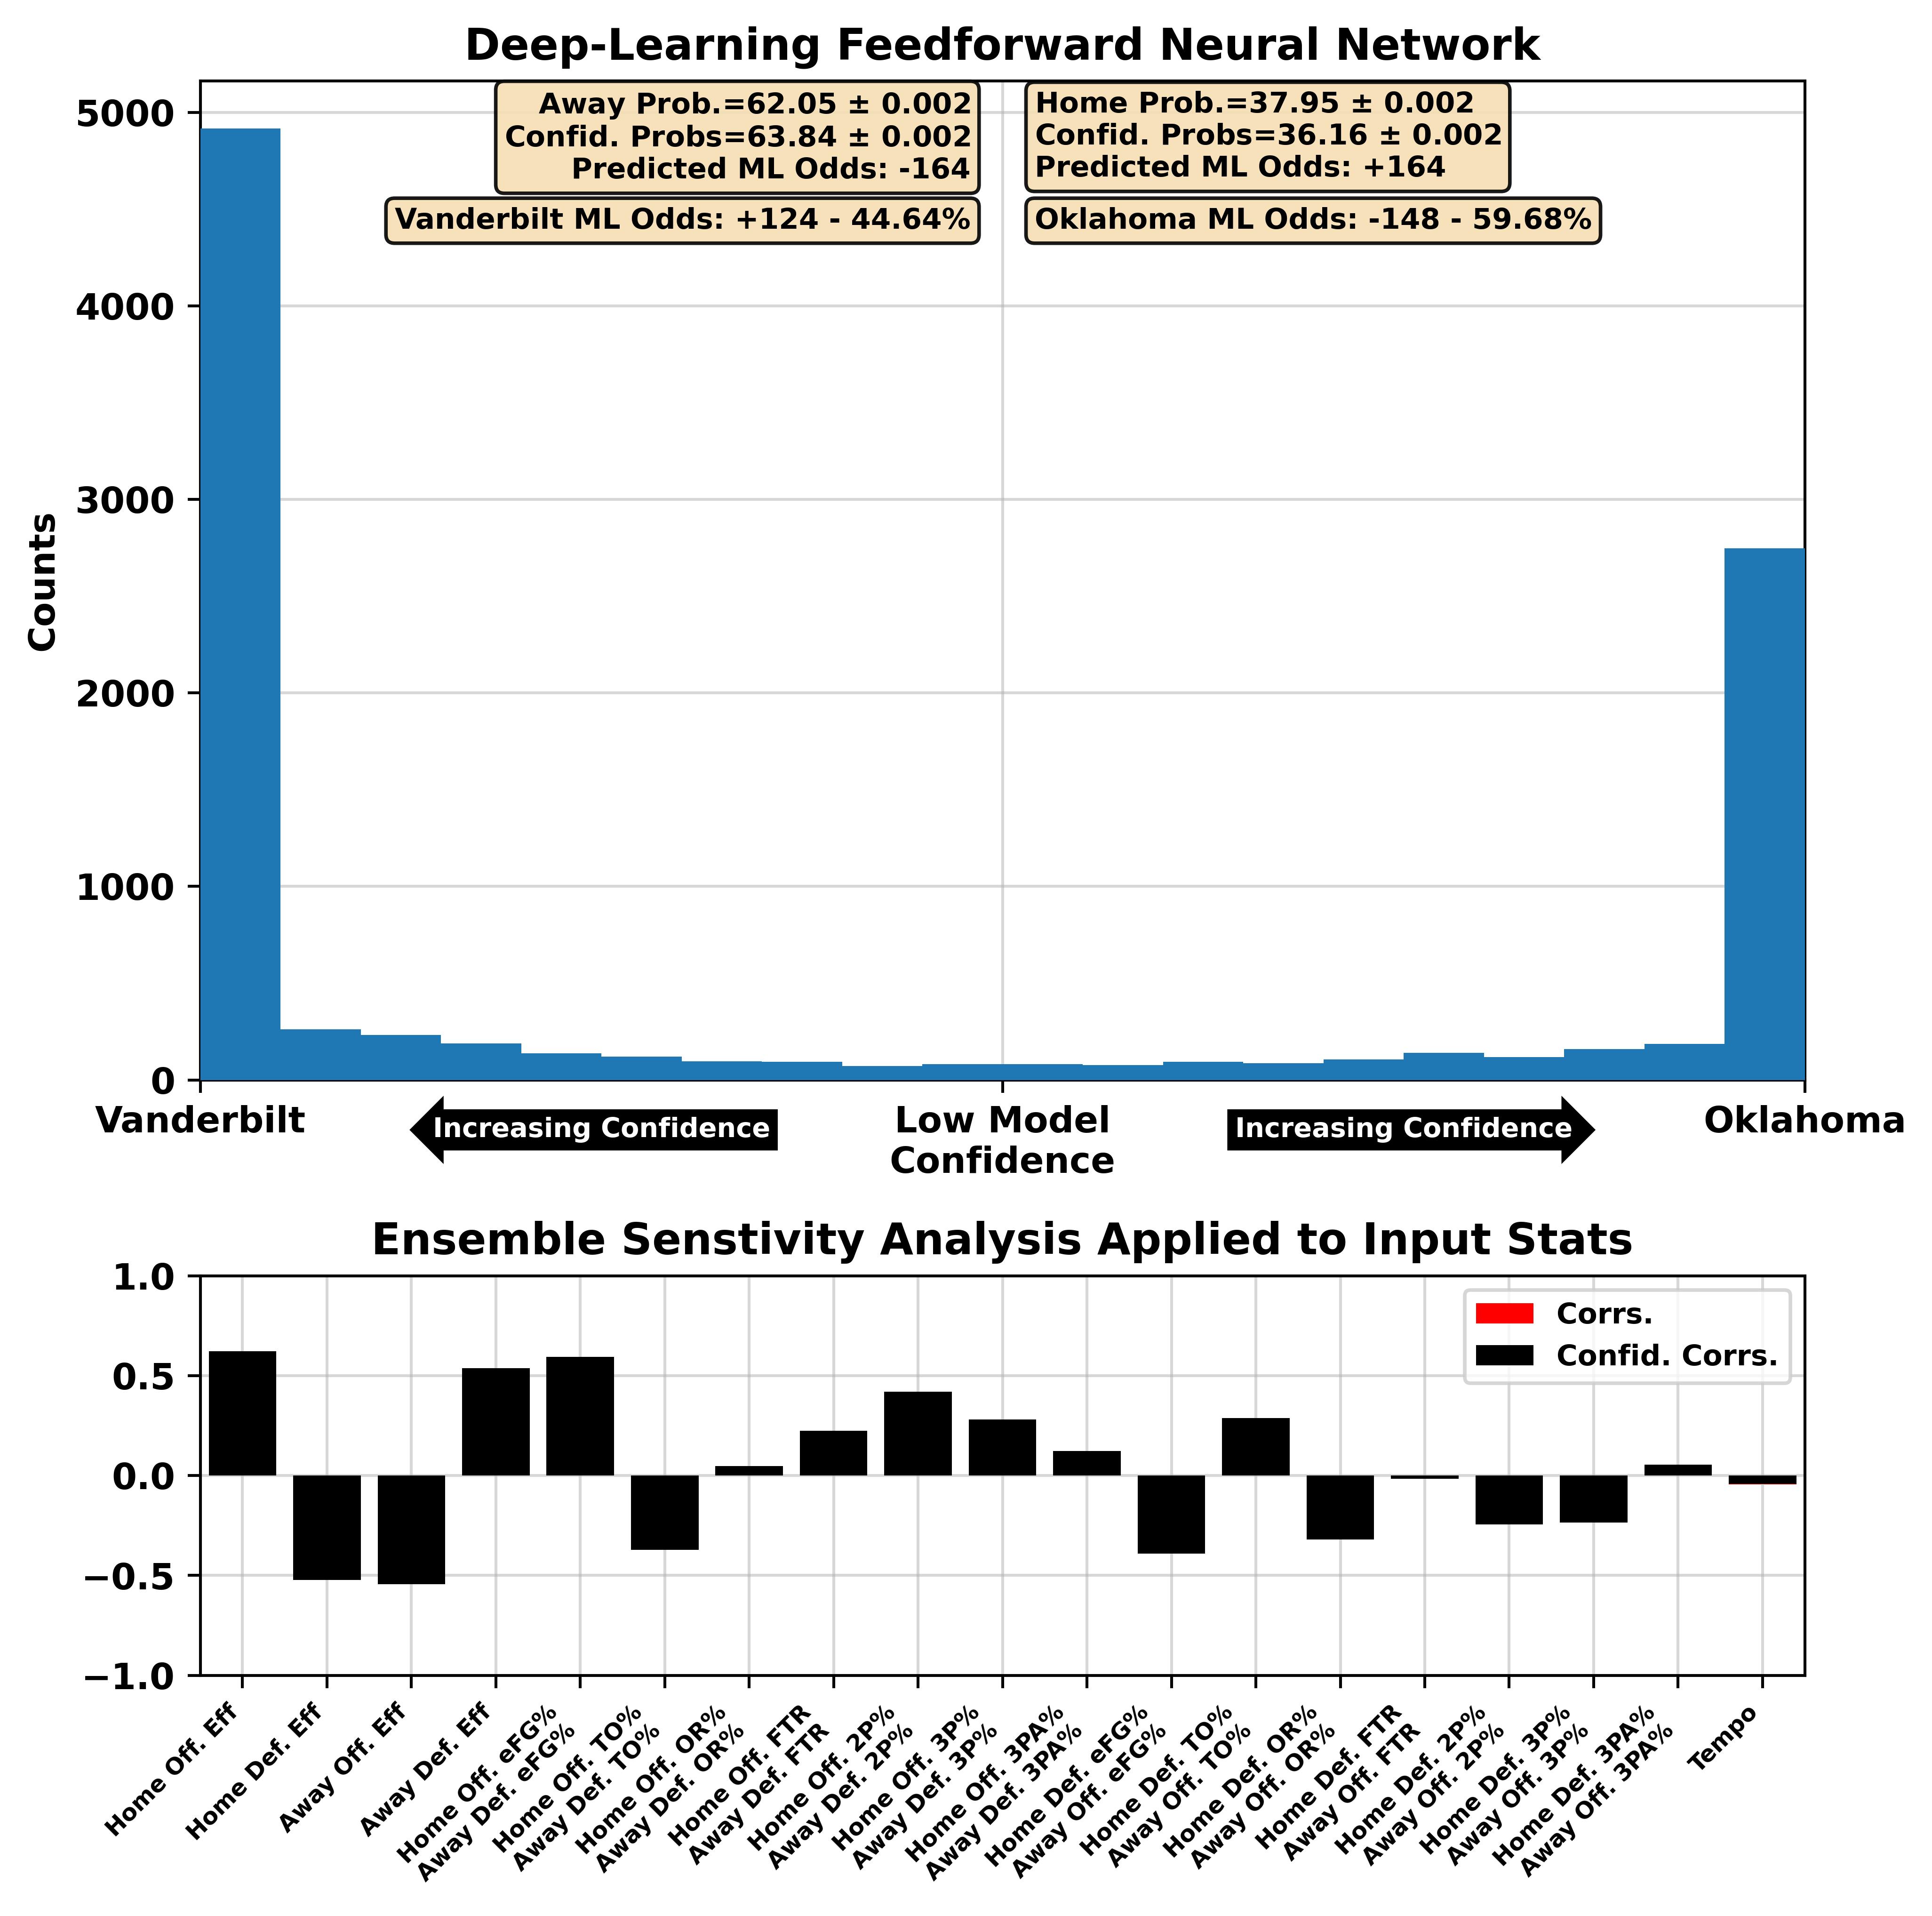 Deep-Learning Feedforward Neural Network
Away Prob.=62.05 ± 0.002
Confid. Probs=63.84 ± 0.002
Predicted ML Odds: -164
Home Prob.=37.95 ± 0.002
Confid. Probs=36.16 ± 0.002
Predicted ML Odds: +164
Vanderbilt ML Odds: +124 - 44.64%
Oklahoma ML Odds: -148 - 59.68%
Counts
5000
4000
3000
2000
1000
0
Vanderbilt
Increasing Confidence
Low Model
Confidence
Increasing Confidence
Oklahoma
Ensemble Senstivity Analysis Applied to Input Stats
Corrs.
Confid. Corrs.
1.0
0.5
0.0
−0.5
−1.0
Home Off. Eff
Home Def. Eff
Away Off. Eff
Away Def. Eff
Home Off. eFG%
Away Def. eFG%
Home Off. TO%
Away Def. TO%
Home Off. OR%
Away Def. OR%
Home Off. FTR
Away Def. FTR
Home Off. 2P%
Away Def. 2P%
Home Off. 3P%
Away Def. 3P%
Home Off. 3PA%
Away Def. 3PA%
Home Def. eFG%
Away Off. eFG%
Home Def. TO%
Away Off. TO%
Home Def. OR%
Away Off. OR%
Home Def. FTR
Away Off. FTR
Home Def. 2P%
Away Off. 2P%
Home Def. 3P%
Away Off. 3P%
Home Def. 3PA%
Away Off. 3PA%
Tempo